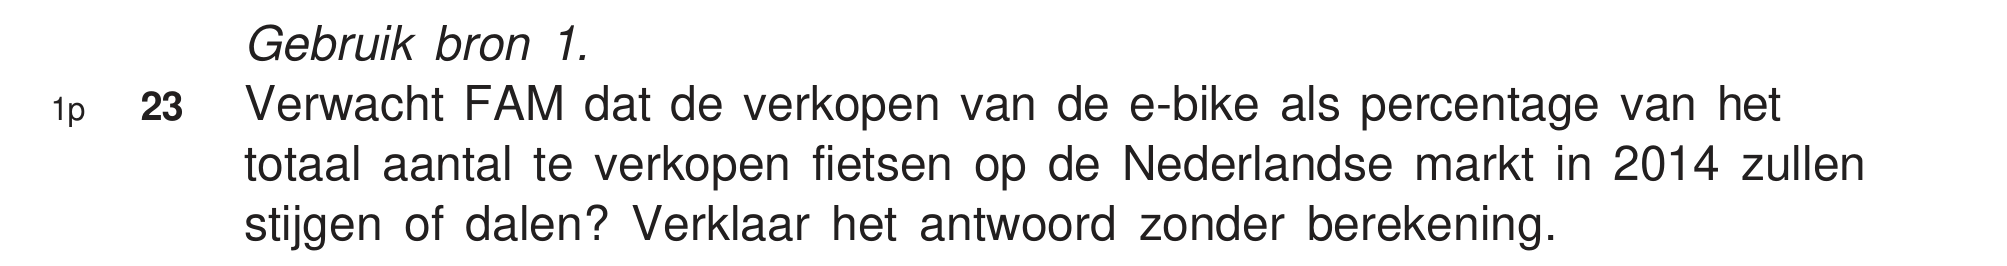 Gebruik bron 1.
1p 23 Verwacht FAM dat de verkopen van de e-bike als percentage van het
totaal aantal te verkopen fietsen op de Nederlandse markt in 2014 zullen
stijgen of dalen? Verklaar het antwoord zonder berekening.